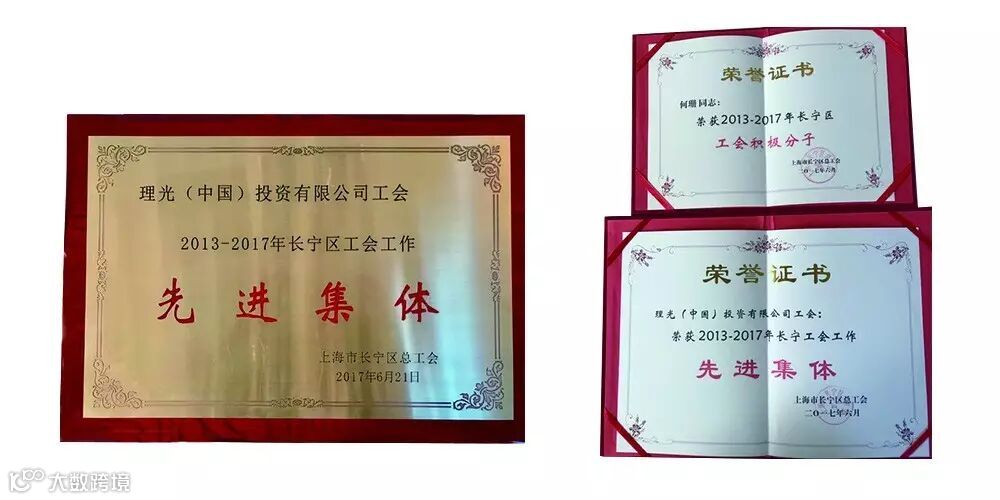 理光（中国）投资有限公司工会
2013-2017年长宁区工会工作
先进集体
上海市长宁区总工会
2017年6月21日
荣誉证书
何珊同志：
荣获2013-2017年长宁区
工会积极分子
上海市长宁区总工会
二〇一七年六月
荣誉证书
理光（中国）投资有限公司工会：
荣获2013-2017年长宁工会工作
先进集体
上海市长宁区总工会
二〇一七年六月
大数跨境